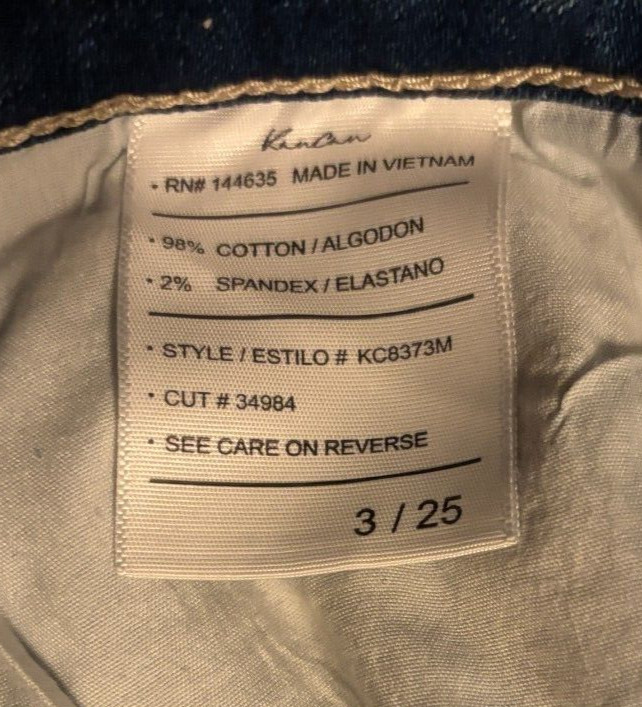 KanCan
• RN# 144635 MADE IN VIETNAM
• 98% COTTON / ALGODON
• 2% SPANDEX / ELASTANO
• STYLE / ESTILO # KC8373M
• CUT # 34984
• SEE CARE ON REVERSE
3 / 25